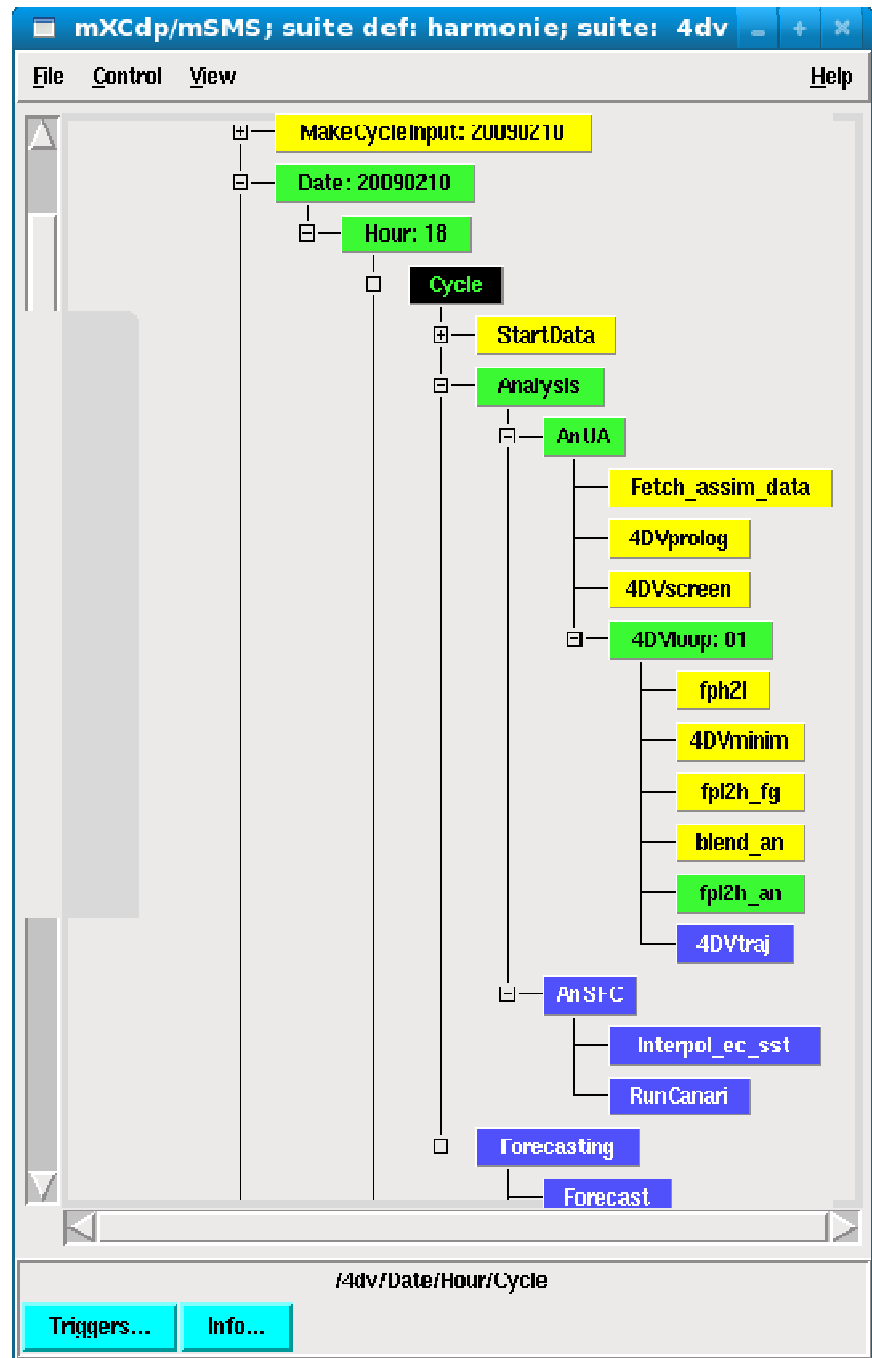 mXCdp/mSMS; suite def: harmonie; suite: 4dv
File Control View Help
MakeCycleInput: 20090210
Date: 20090210
Hour: 18
Cycle
StartData
Analysis
AnUA
Fetch_assim_data
4DVprolog
4DVscreen
4DVloop: 01
fph2l
4DVminim
fpl2h_fg
blend_an
fpl2h_an
4DVtraj
AnSFC
Interpol_ec_sst
RunCanari
Forecasting
Forecast
/4dv/Date/Hour/Cycle
Triggers... Info...